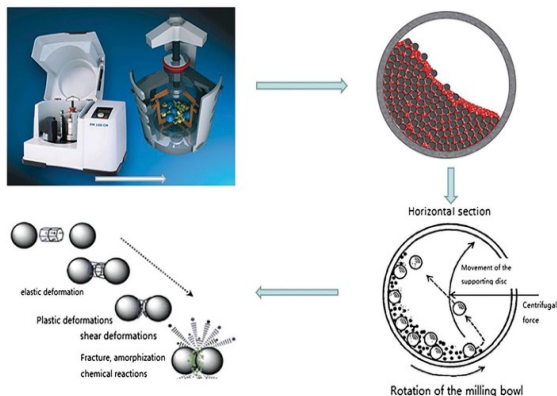 Horizontal section
Movement of the
supporting disc
Centrifugal
force
Rotation of the milling bowl
elastic deformation
Plastic deformations
shear deformations
Fracture, amorphization
chemical reactions